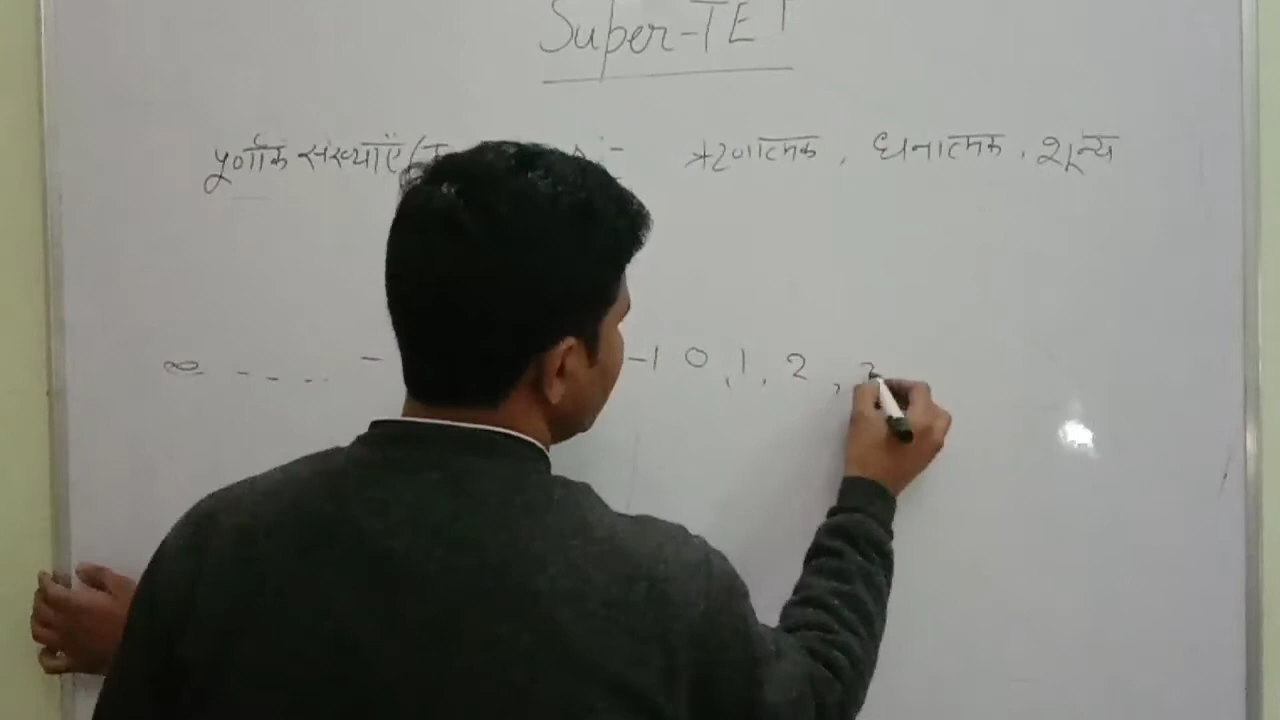 Super-TET
पूर्णांक संख्याएँ ( :- ऋणात्मक, धनात्मक, शून्य
∞ - - - .. - -1 0, 1, 2, 3